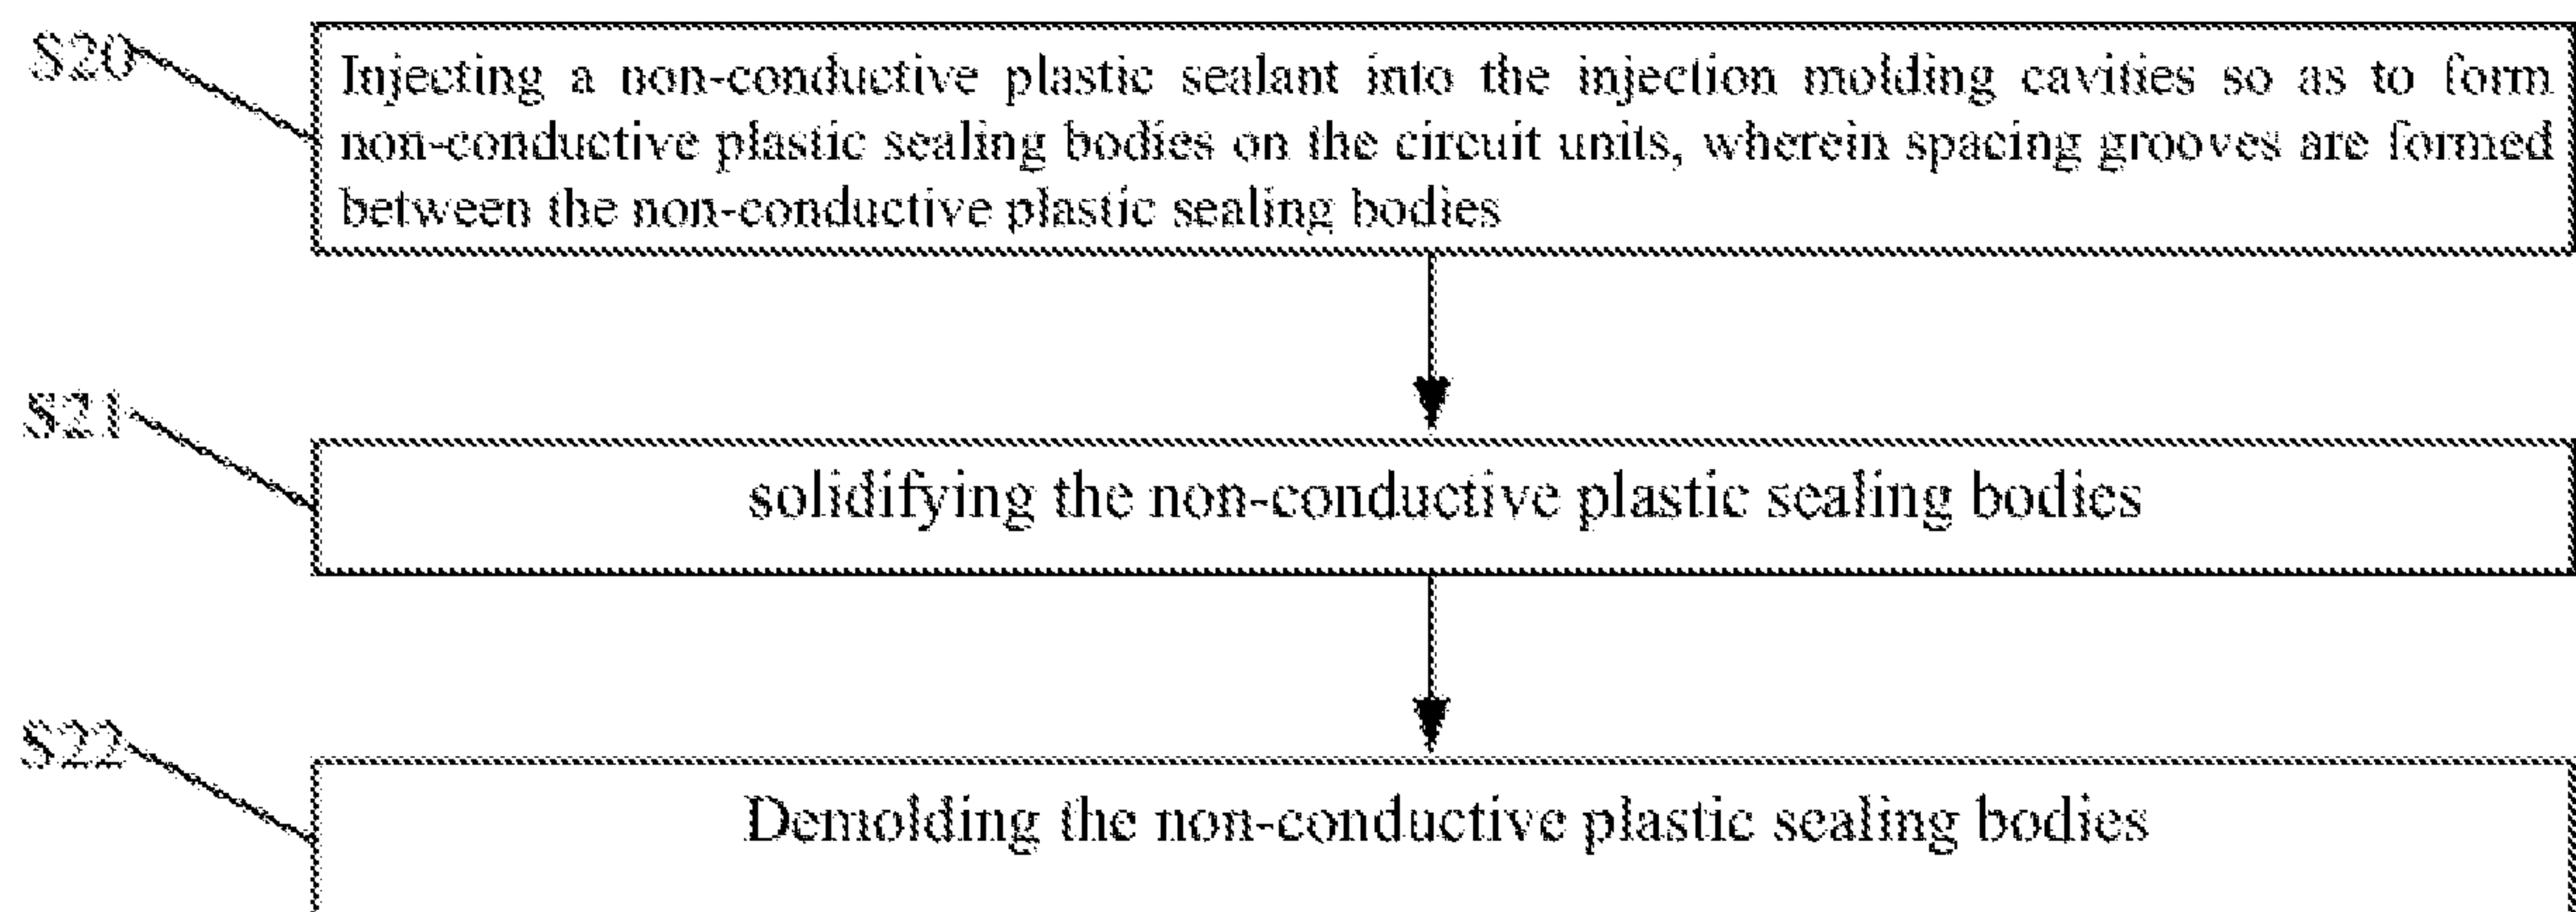 S20
Injecting a non-conductive plastic sealant into the injection molding cavities so as to form
non-conductive plastic sealing bodies on the circuit units, wherein spacing grooves are formed
between the non-conductive plastic sealing bodies
S21
solidifying the non-conductive plastic sealing bodies
S22
Demolding the non-conductive plastic sealing bodies